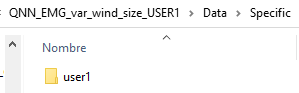 QNN_EMG_var_wind_size_USER1 > Data > Specific
Nombre
user1